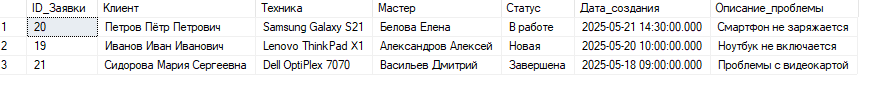 ID_Заявки Клиент Техника Мастер Статус Дата_создания Описание_проблемы
1 20 Петров Пётр Петрович Samsung Galaxy S21 Белова Елена В работе 2025-05-21 14:30:00.000 Смартфон не заряжается
2 19 Иванов Иван Иванович Lenovo ThinkPad X1 Александров Алексей Новая 2025-05-20 10:00:00.000 Ноутбук не включается
3 21 Сидорова Мария Сергеевна Dell OptiPlex 7070 Васильев Дмитрий Завершена 2025-05-18 09:00:00.000 Проблемы с видеокартой